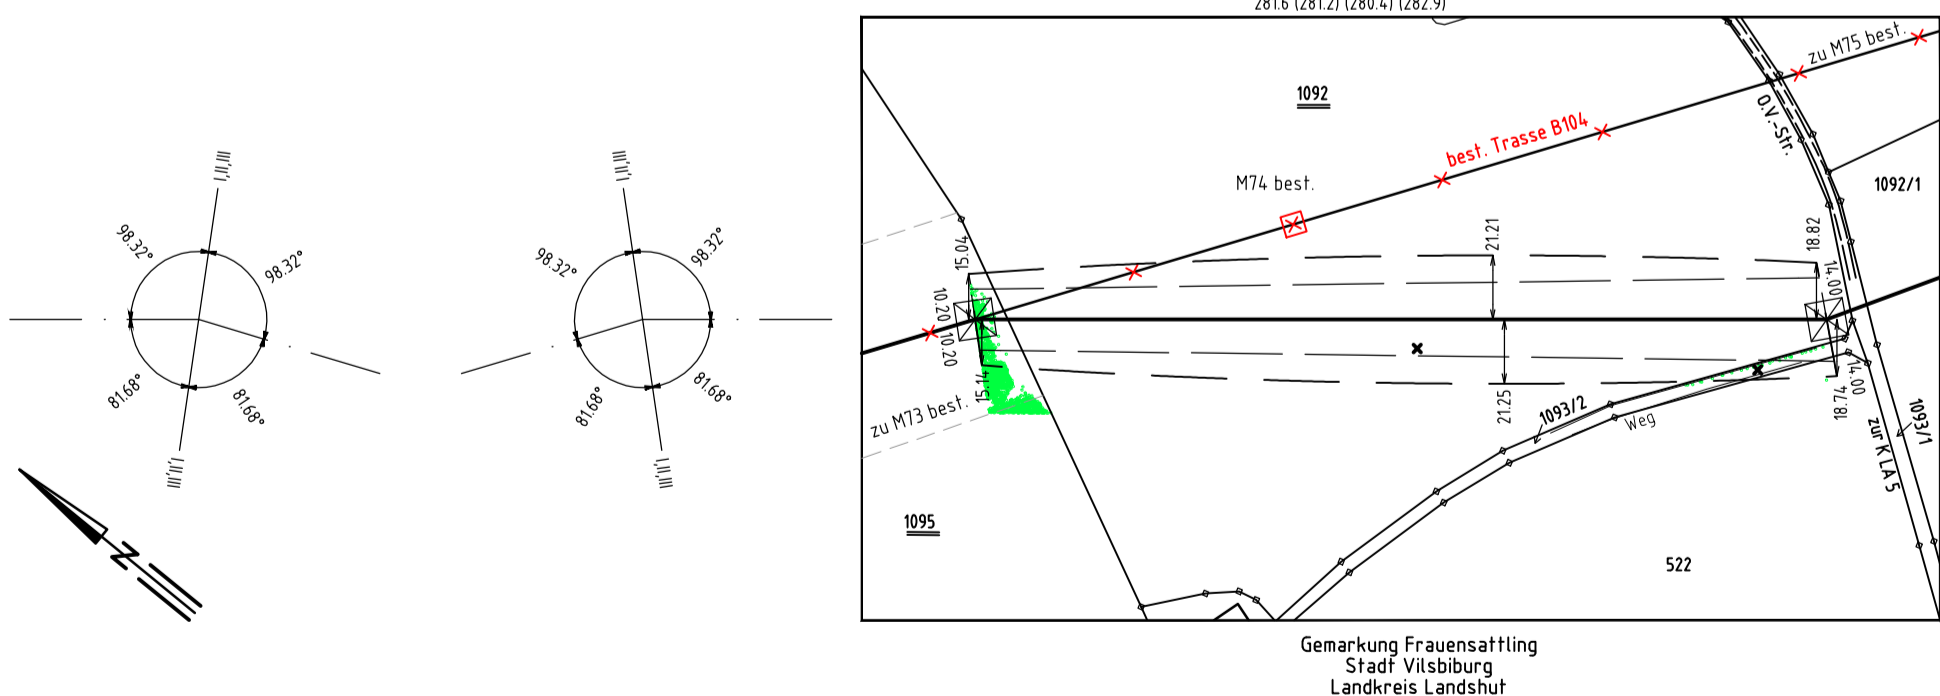 281.6 (281.2) (280.4) (282.9)
zu M75 best.
1092
O.V.-Str.
best. Trasse B104
M74 best.
1092/1
I,II,III
I,II,III
98.32°
98.32°
98.32°
98.32°
15.04
21.21
18.82
14.00
10.20
10.20
15.14
21.25
18.74
14.00
81.68°
81.68°
81.68°
81.68°
zu M73 best.
1093/2
Weg
1093/1
zur K LA 5
I,II,III
I,II,III
N
1095
522
Gemarkung Frauensattling
Stadt Vilsbiburg
Landkreis Landshut